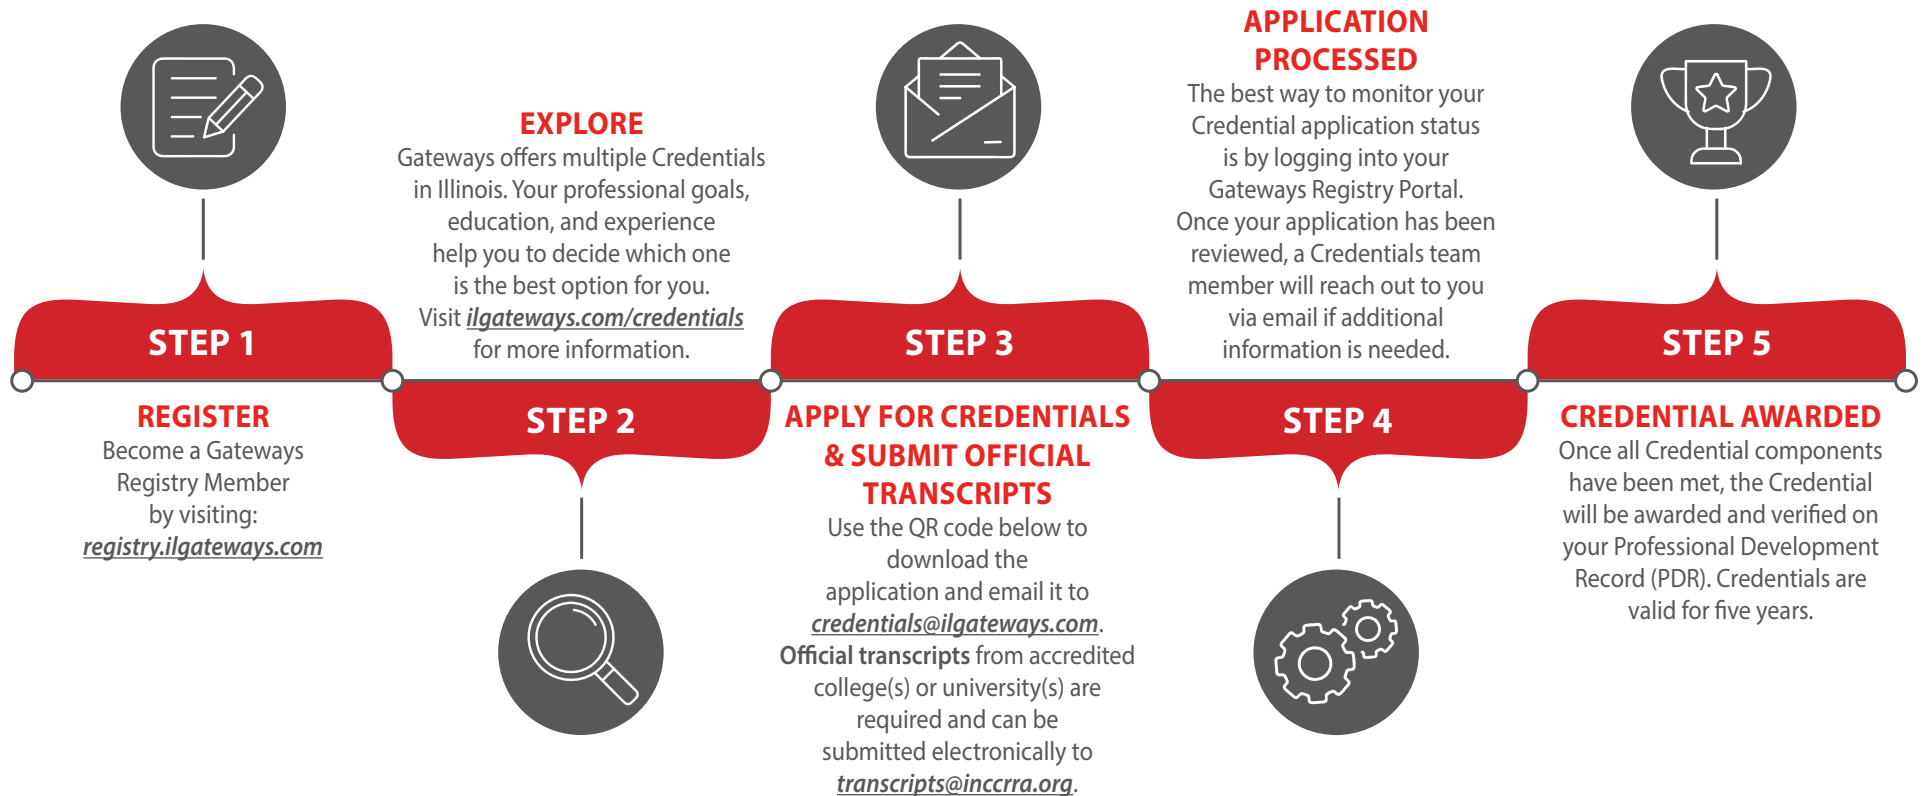 STEP 1
REGISTER
Become a Gateways
Registry Member
by visiting:
registry.ilgateways.com
EXPLORE
Gateways offers multiple Credentials
in Illinois. Your professional goals,
education, and experience
help you to decide which one
is the best option for you.
Visit ilgateways.com/credentials
for more information.
STEP 2
STEP 3
APPLY FOR CREDENTIALS
& SUBMIT OFFICIAL
TRANSCRIPTS
Use the QR code below to
download the
application and email it to
credentials@ilgateways.com.
Official transcripts from accredited
college(s) or university(s) are
required and can be
submitted electronically to
transcripts@inccrra.org.
APPLICATION
PROCESSED
The best way to monitor your
Credential application status
is by logging into your
Gateways Registry Portal.
Once your application has been
reviewed, a Credentials team
member will reach out to you
via email if additional
information is needed.
STEP 4
STEP 5
CREDENTIAL AWARDED
Once all Credential components
have been met, the Credential
will be awarded and verified on
your Professional Development
Record (PDR). Credentials are
valid for five years.